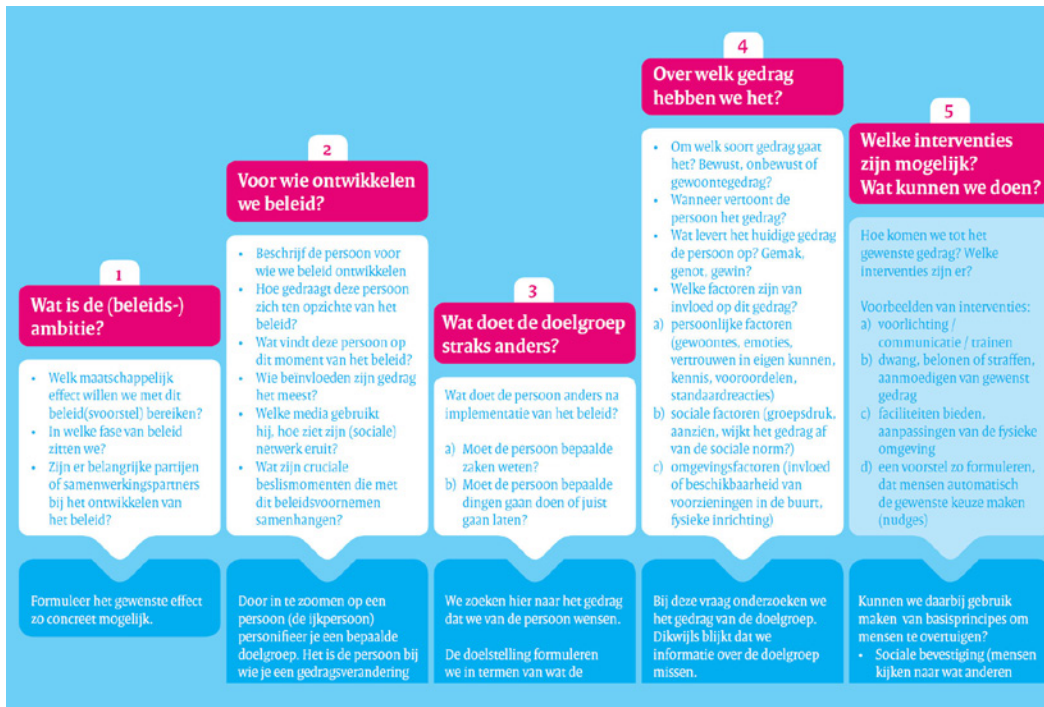 1
Wat is de (beleids-)
ambitie?
• Welk maatschappelijk
effect willen we met dit
beleid(svoorstel) bereiken?
• In welke fase van beleid
zitten we?
• Zijn er belangrijke partijen
of samenwerkingspartners
bij het ontwikkelen van
het beleid?
Formuleer het gewenste effect
zo concreet mogelijk.
2
Voor wie ontwikkelen
we beleid?
• Beschrijf de persoon voor
wie we beleid ontwikkelen
• Hoe gedraagt deze persoon
zich ten opzichte van het
beleid?
• Wat vindt deze persoon op
dit moment van het beleid?
• Wie beïnvloeden zijn gedrag
het meest?
• Welke media gebruikt
hij, hoe ziet zijn (sociale)
netwerk eruit?
• Wat zijn cruciale
beslismomenten die met
dit beleidsvoornemen
samenhangen?
Door in te zoomen op een
persoon (de ijkpersoon)
personifieer je een bepaalde
doelgroep. Het is de persoon bij
wie je een gedragsverandering
3
Wat doet de doelgroep
straks anders?
Wat doet de persoon anders na
implementatie van het beleid?
a) Moet de persoon bepaalde
zaken weten?
b) Moet de persoon bepaalde
dingen gaan doen of juist
gaan laten?
We zoeken hier naar het gedrag
dat we van de persoon wensen.
De doelstelling formuleren
we in termen van wat de
4
Over welk gedrag
hebben we het?
• Om welk soort gedrag gaat
het? Bewust, onbewust of
gewoontegedrag?
• Wanneer vertoont de
persoon het gedrag?
• Wat levert het huidige gedrag
de persoon op? Gemak,
genot, gewin?
• Welke factoren zijn van
invloed op dit gedrag?
a) persoonlijke factoren
(gewoontes, emoties,
vertrouwen in eigen kunnen,
kennis, vooroordelen,
standaardreacties)
b) sociale factoren (groepsdruk,
aanzien, wijkt het gedrag af
van de sociale norm?)
c) omgevingsfactoren (invloed
of beschikbaarheid van
voorzieningen in de buurt,
fysieke inrichting)
Bij deze vraag onderzoeken we
het gedrag van de doelgroep.
Dikwijls blijkt dat we
informatie over de doelgroep
missen.
5
Welke interventies
zijn mogelijk?
Wat kunnen we doen?
Hoe komen we tot het
gewenste gedrag? Welke
interventies zijn er?
Voorbeelden van interventies:
a) voorlichting /
communicatie / trainen
b) dwang, belonen of straffen,
aanmoedigen van gewenst
gedrag
c) faciliteiten bieden,
aanpassingen van de fysieke
omgeving
d) een voorstel zo formuleren,
dat mensen automatisch
de gewenste keuze maken
(nudges)
Kunnen we daarbij gebruik
maken van basisprincipes om
mensen te overtuigen?
• Sociale bevestiging (mensen
kijken naar wat anderen